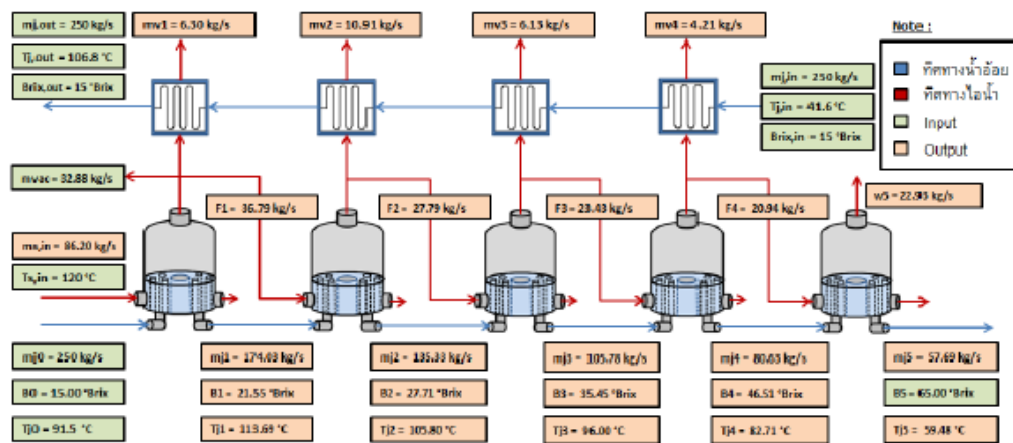 mj,out = 250 kg/s
mv1 = 6.30 kg/s
mv2 = 10.91 kg/s
mv3 = 6.13 kg/s
mv4 = 4.21 kg/s
Note :
Tj,out = 106.8 °C
Brix,out = 15 °Brix
mj,in = 250 kg/s
Tj,in = 41.6 °C
Brix,in = 15 °Brix
ทิศทางน้ำอ้อย
ทิศทางไอน้ำ
Input
Output
mvac = 32.88 kg/s
F1 = 36.79 kg/s
F2 = 27.79 kg/s
F3 = 23.43 kg/s
F4 = 20.94 kg/s
w5 = 22.93 kg/s
ms,in = 86.20 kg/s
Ts,in = 120 °C
mj0 = 250 kg/s
mj1 = 174.03 kg/s
mj2 = 135.33 kg/s
mj3 = 105.78 kg/s
mj4 = 80.63 kg/s
mj5 = 57.69 kg/s
B0 = 15.00 °Brix
B1 = 21.55 °Brix
B2 = 27.71 °Brix
B3 = 35.45 °Brix
B4 = 46.51 °Brix
B5 = 65.00 °Brix
Tj0 = 91.5 °C
Tj1 = 113.69 °C
Tj2 = 105.80 °C
Tj3 = 96.00 °C
Tj4 = 82.71 °C
Tj5 = 59.48 °C